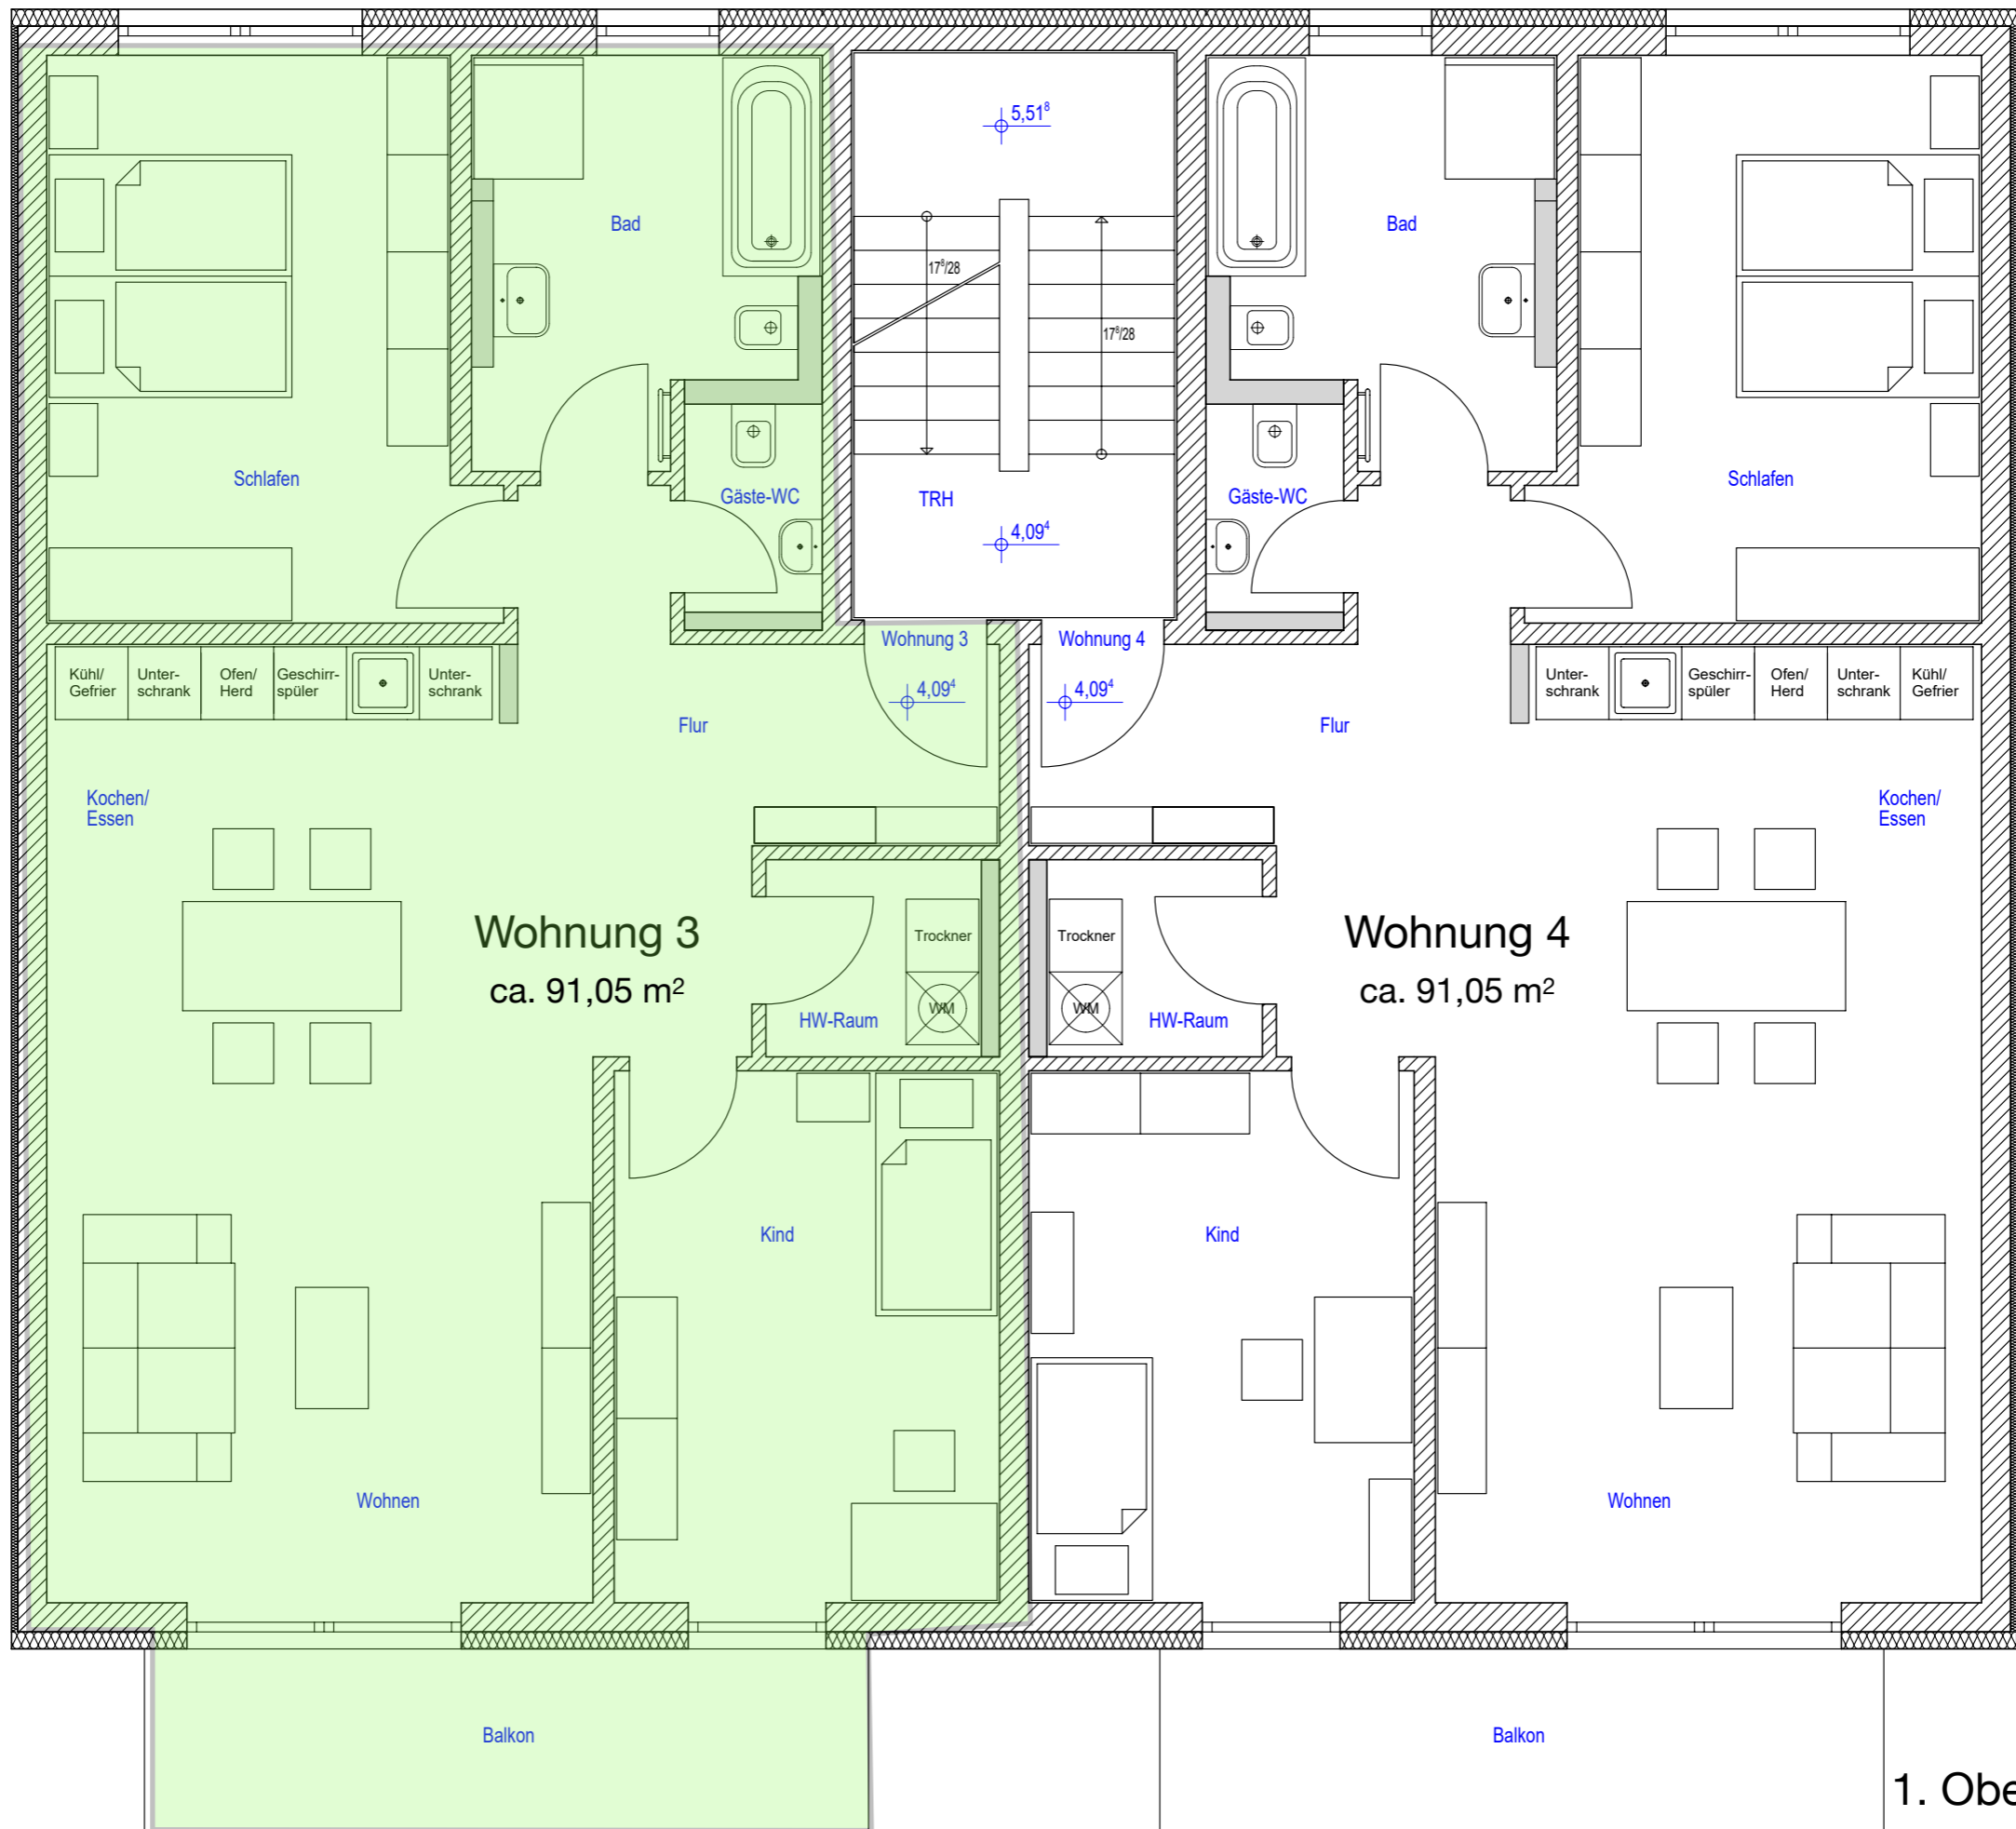 5,51⁸
Bad
Bad
17⁸/28
17⁸/28
Schlafen
Gäste-WC
TRH
Gäste-WC
Schlafen
4,09⁴
Wohnung 3
Wohnung 4
Kühl/
Gefrier
Unter-
schrank
Ofen/
Herd
Geschirr-
spüler
Unter-
schrank
4,09⁴
4,09⁴
Unter-
schrank
Geschirr-
spüler
Ofen/
Herd
Unter-
schrank
Kühl/
Gefrier
Flur
Flur
Kochen/
Essen
Kochen/
Essen
Wohnung 3
ca. 91,05 m²
Trockner
WM
HW-Raum
Trockner
WM
HW-Raum
Wohnung 4
ca. 91,05 m²
Kind
Kind
Wohnen
Wohnen
Balkon
Balkon
1. Obe